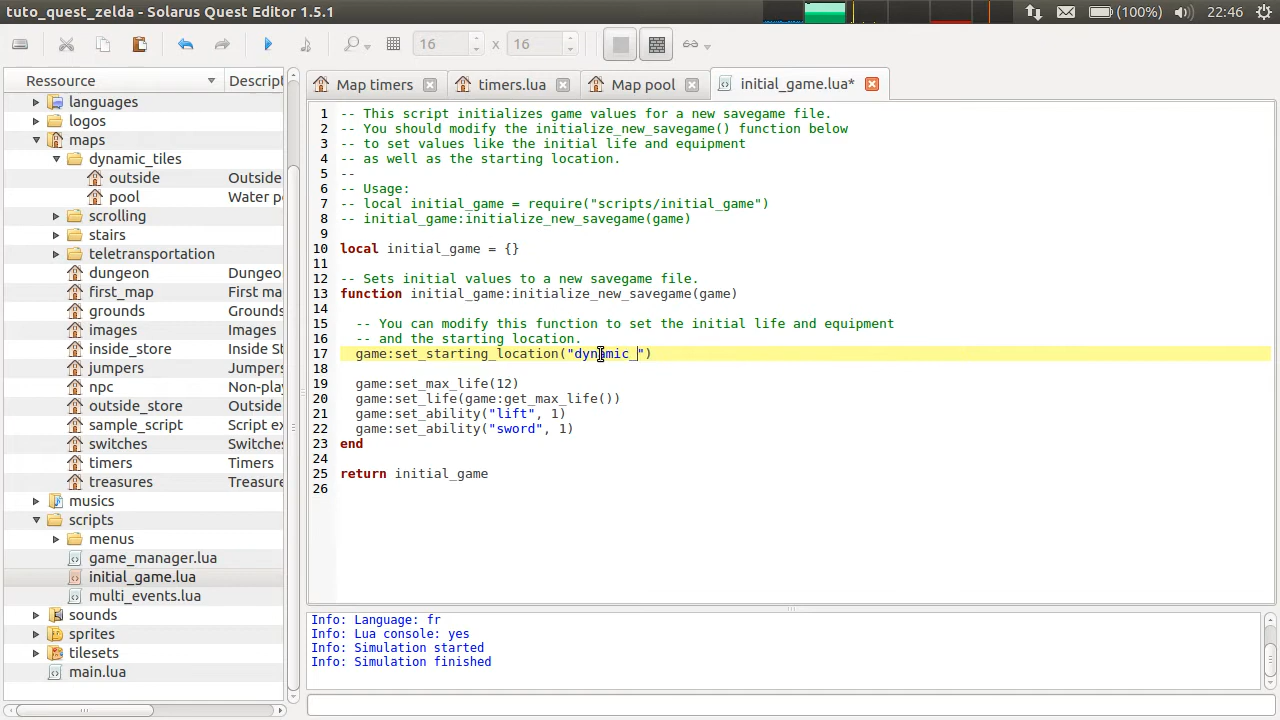 tuto_quest_zelda - Solarus Quest Editor 1.5.1
(100%)
22:46
16 x 16
Ressource
Descript
languages
logos
maps
dynamic_tiles
outside Outside
pool Water po
scrolling
stairs
teletransportation
dungeon Dungeon
first_map First ma
grounds Grounds
images Images
inside_store Inside St
jumpers Jumpers
npc
outside_store Outside
sample_script Script ex
switches Switches
timers Timers
treasures Treasure
musics
scripts
menus
game_manager.lua
initial_game.lua
multi_events.lua
sounds
sprites
tilesets
main.lua
Map timers
timers.lua
Map pool
initial_game.lua*
1 -- This script initializes game values for a new savegame file.
2 -- You should modify the initialize_new_savegame() function below
3 -- to set values like the initial life and equipment
4 -- as well as the starting location.
5 --
6 -- Usage:
7 -- local initial_game = require("scripts/initial_game")
8 -- initial_game:initialize_new_savegame(game)
9
10 local initial_game = {}
11
12 -- Sets initial values to a new savegame file.
13 function initial_game:initialize_new_savegame(game)
14
15 -- You can modify this function to set the initial life and equipment
16 -- and the starting location.
17 game:set_starting_location("dynamic_")
18
19 game:set_max_life(12)
20 game:set_life(game:get_max_life())
21 game:set_ability("lift", 1)
22 game:set_ability("sword", 1)
23 end
24
25 return initial_game
26
Info: Language: fr
Info: Lua console: yes
Info: Simulation started
Info: Simulation finished